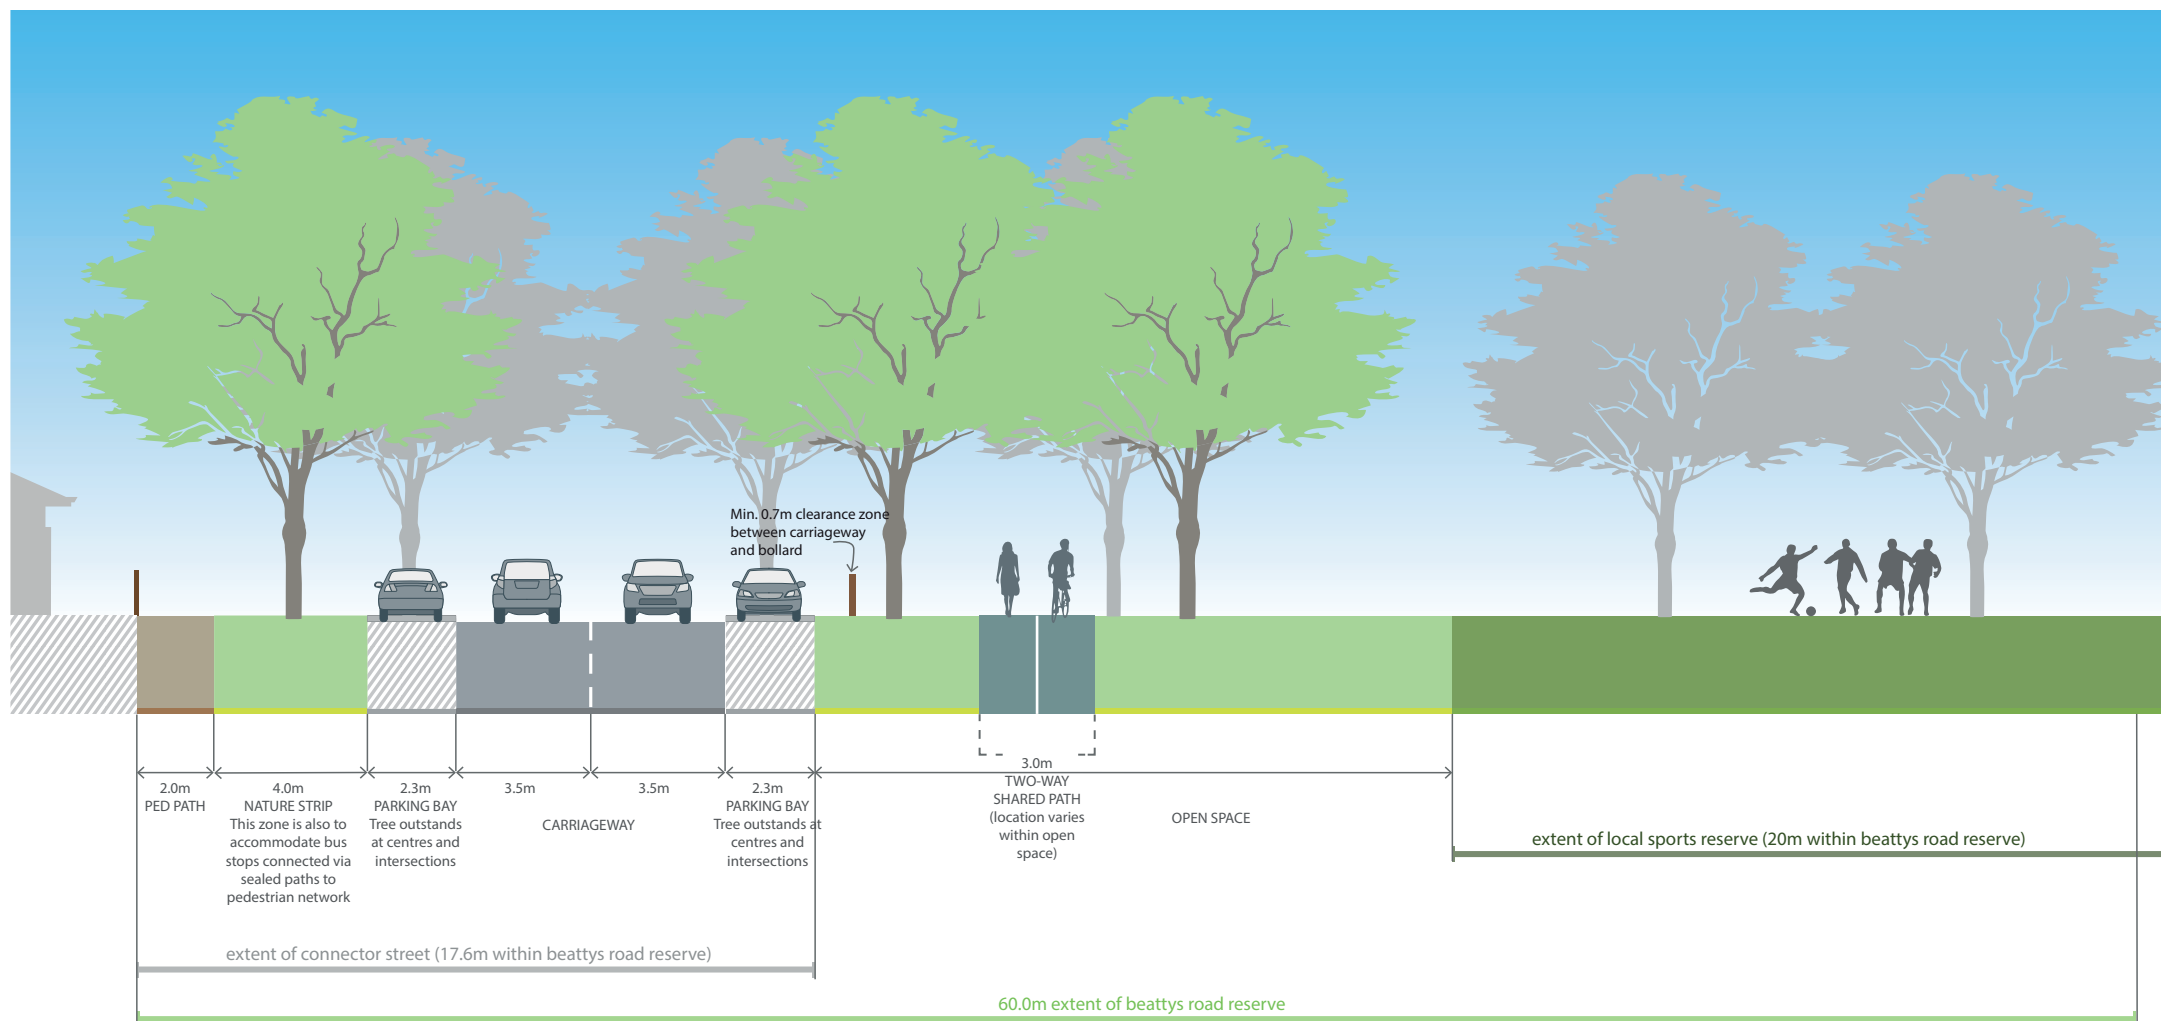 Min. 0.7m clearance zone
between carriageway
and bollard
2.0m
PED PATH
4.0m
NATURE STRIP
This zone is also to
accommodate bus
stops connected via
sealed paths to
pedestrian network
2.3m
PARKING BAY
Tree outstands
at centres and
intersections
3.5m
3.5m
CARRIAGEWAY
2.3m
PARKING BAY
Tree outstands at
centres and
intersections
3.0m
TWO-WAY
SHARED PATH
(location varies
within open
space)
OPEN SPACE
extent of local sports reserve (20m within beattys road reserve)
extent of connector street (17.6m within beattys road reserve)
60.0m extent of beattys road reserve